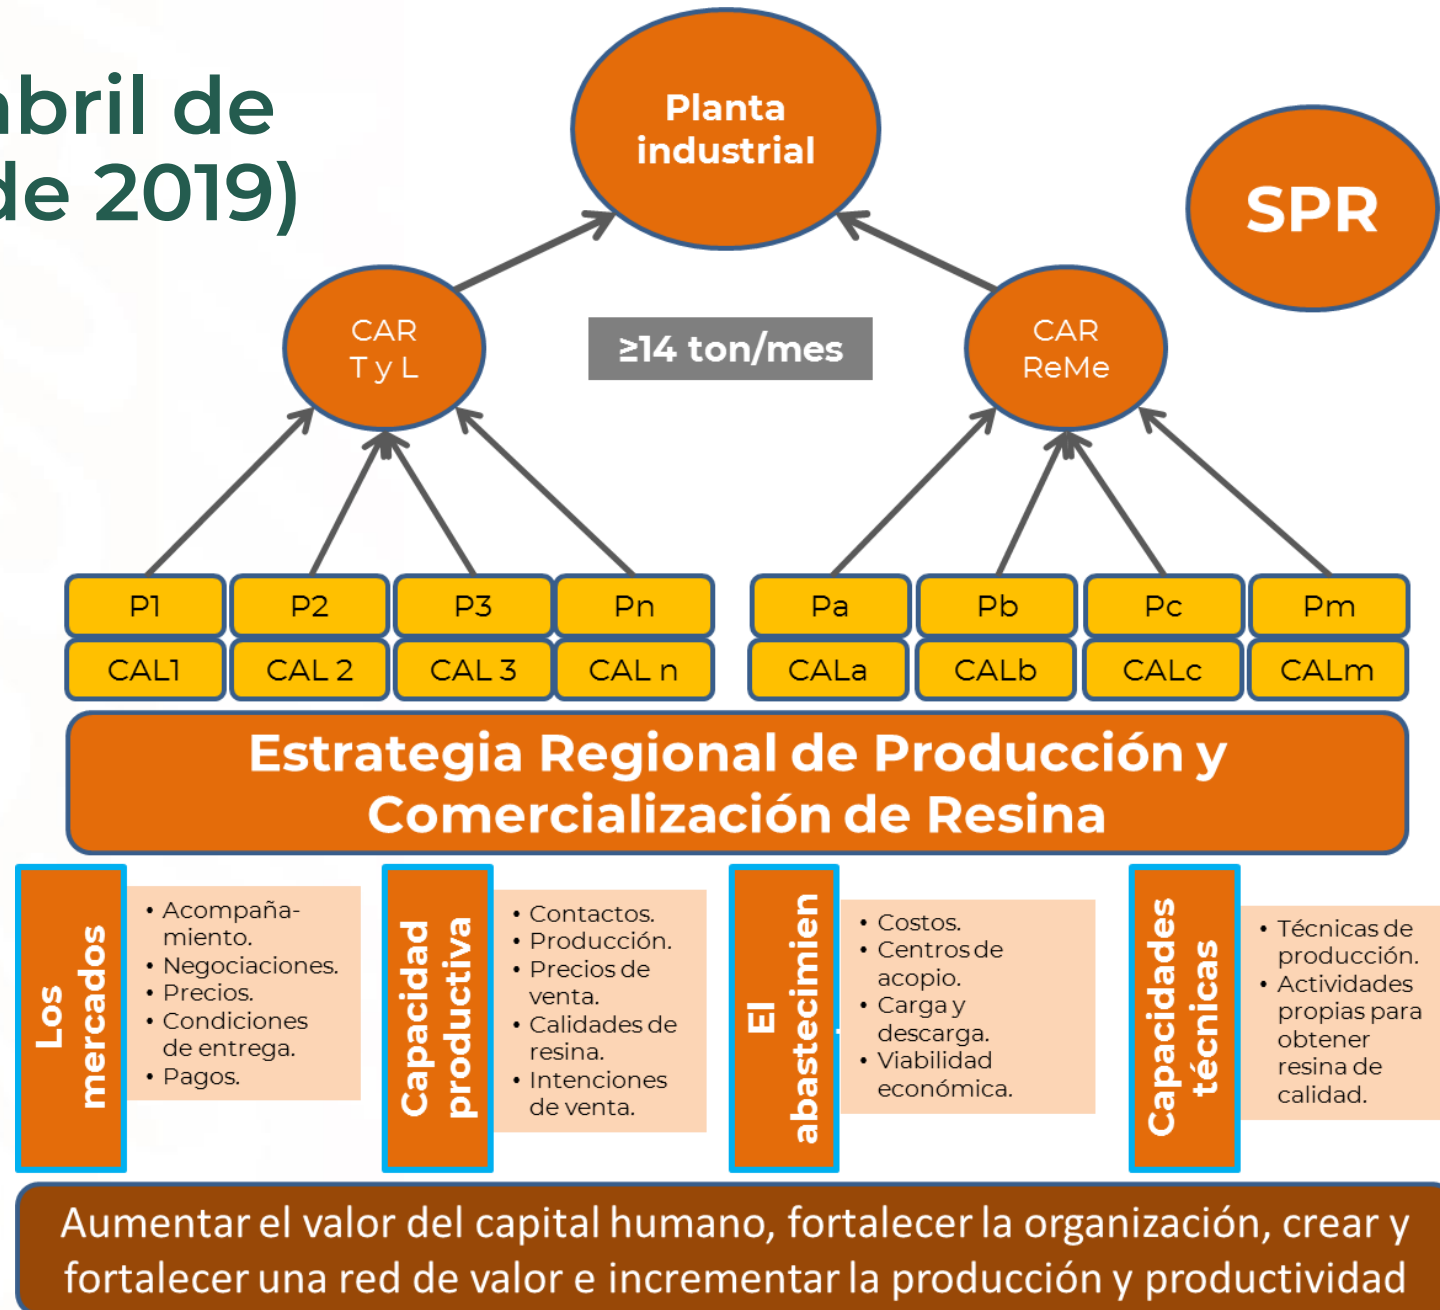 abril de
de 2019)
Planta
industrial
SPR
CAR
T y L
≥14 ton/mes
CAR
ReMe
P1
P2
P3
Pn
Pa
Pb
Pc
Pm
CAL1
CAL 2
CAL 3
CAL n
CALa
CALb
CALc
CALm
Estrategia Regional de Producción y
Comercialización de Resina
Los
mercados
• Acompaña-
miento.
• Negociaciones.
• Precios.
• Condiciones
de entrega.
• Pagos.
Capacidad
productiva
• Contactos.
• Producción.
• Precios de
venta.
• Calidades de
resina.
• Intenciones
de venta.
El
abastecimien
• Costos.
• Centros de
acopio.
• Carga y
descarga.
• Viabilidad
económica.
Capacidades
técnicas
• Técnicas de
producción.
• Actividades
propias para
obtener
resina de
calidad.
Aumentar el valor del capital humano, fortalecer la organización, crear y
fortalecer una red de valor e incrementar la producción y productividad